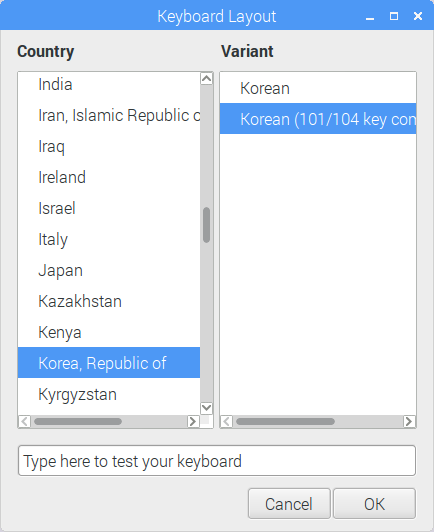 Keyboard Layout
Country
Variant
India
Iran, Islamic Republic o
Iraq
Ireland
Israel
Italy
Japan
Kazakhstan
Kenya
Korea, Republic of
Kyrgyzstan
Korean
Korean (101/104 key con
Type here to test your keyboard
Cancel
OK